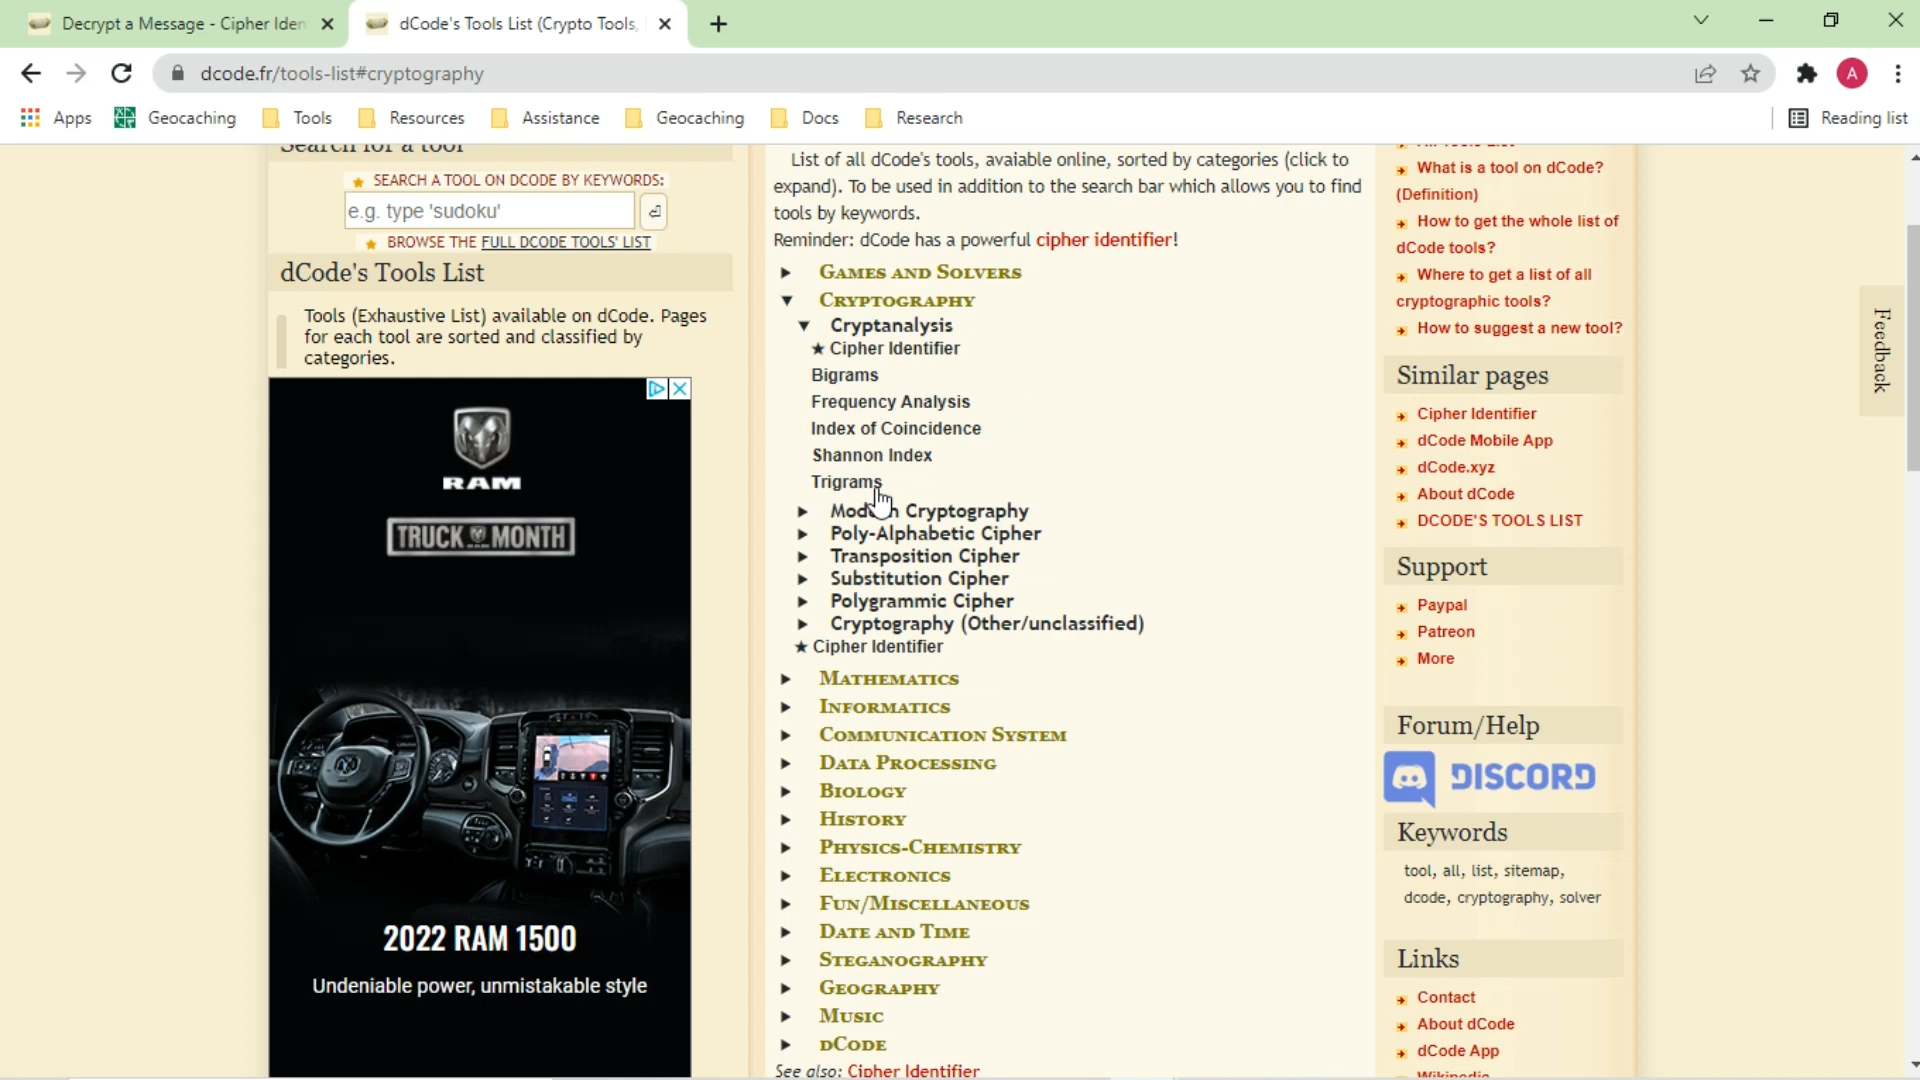 Decrypt a Message - Cipher Iden
dCode's Tools List (Crypto Tools,
dcode.fr/tools-list#cryptography
A
Apps
Geocaching
Tools
Resources
Assistance
Geocaching
Docs
Research
Reading list
Search for a tool
SEARCH A TOOL ON DCODE BY KEYWORDS:
e.g. type 'sudoku'
BROWSE THE FULL DCODE TOOLS' LIST
dCode's Tools List
Tools (Exhaustive List) available on dCode. Pages
for each tool are sorted and classified by
categories.
RAM
TRUCK MONTH
2022 RAM 1500
Undeniable power, unmistakable style
List of all dCode's tools, avaiable online, sorted by categories (click to
expand). To be used in addition to the search bar which allows you to find
tools by keywords.
Reminder: dCode has a powerful cipher identifier!
GAMES AND SOLVERS
CRYPTOGRAPHY
Cryptanalysis
★ Cipher Identifier
Bigrams
Frequency Analysis
Index of Coincidence
Shannon Index
Trigrams
Modern Cryptography
Poly-Alphabetic Cipher
Transposition Cipher
Substitution Cipher
Polygrammic Cipher
Cryptography (Other/unclassified)
★ Cipher Identifier
MATHEMATICS
INFORMATICS
COMMUNICATION SYSTEM
DATA PROCESSING
BIOLOGY
HISTORY
PHYSICS-CHEMISTRY
ELECTRONICS
FUN/MISCELLANEOUS
DATE AND TIME
STEGANOGRAPHY
GEOGRAPHY
MUSIC
DCODE
See also: Cipher Identifier
What is a tool on dCode?
(Definition)
How to get the whole list of
dCode tools?
Where to get a list of all
cryptographic tools?
How to suggest a new tool?
Similar pages
Cipher Identifier
dCode Mobile App
dCode.xyz
About dCode
DCODE'S TOOLS LIST
Support
Paypal
Patreon
More
Forum/Help
DISCORD
Keywords
tool, all, list, sitemap,
dcode, cryptography, solver
Links
Contact
About dCode
dCode App
Wikipedia
Feedback